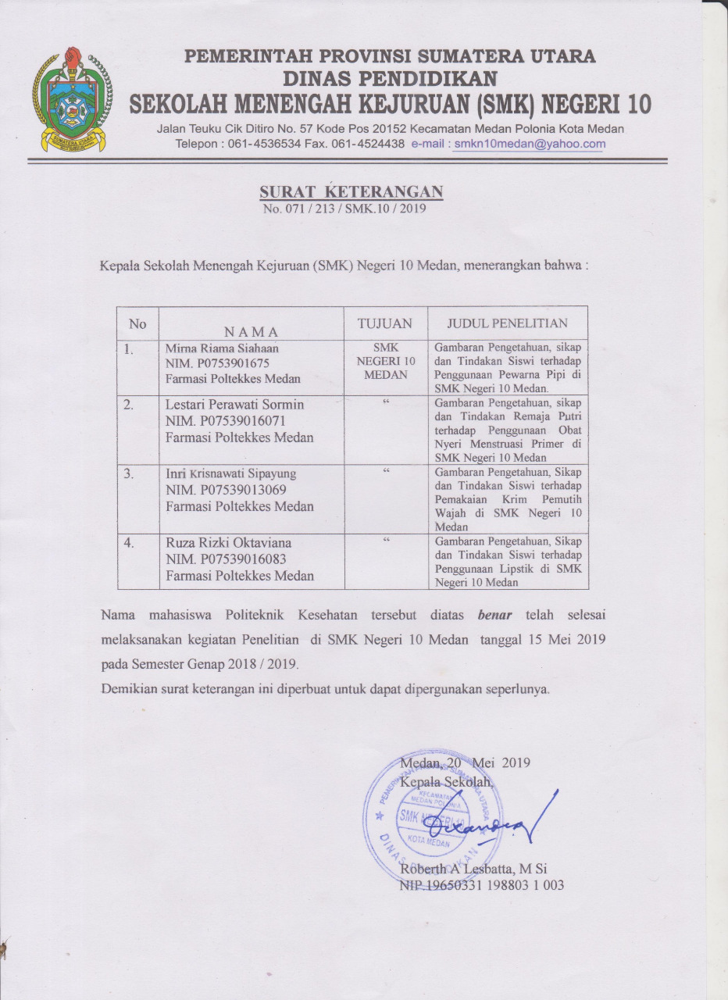 PEMERINTAH PROVINSI SUMATERA UTARA
DINAS PENDIDIKAN
SEKOLAH MENENGAH KEJURUAN (SMK) NEGERI 10
Jalan Teuku Cik Ditiro No. 57 Kode Pos 20152 Kecamatan Medan Polonia Kota Medan
Telepon : 061-4536534 Fax. 061-4524438 e-mail : smkn10medan@yahoo.com
SUMATERA UTARA
SURAT KETERANGAN
No. 071 / 213 / SMK.10 / 2019
Kepala Sekolah Menengah Kejuruan (SMK) Negeri 10 Medan, menerangkan bahwa :
No
N A M A
TUJUAN
JUDUL PENELITIAN
1.
Mirna Riama Siahaan
NIM. P0753901675
Farmasi Poltekkes Medan
SMK
NEGERI 10
MEDAN
Gambaran Pengetahuan, sikap
dan Tindakan Siswi terhadap
Penggunaan Pewarna Pipi di
SMK Negeri 10 Medan.
2.
Lestari Perawati Sormin
NIM. P07539016071
Farmasi Poltekkes Medan
“
Gambaran Pengetahuan, sikap
dan Tindakan Remaja Putri
terhadap Penggunaan Obat
Nyeri Menstruasi Primer di
SMK Negeri 10 Medan
3.
Inri Krisnawati Sipayung
NIM. P07539013069
Farmasi Poltekkes Medan
“
Gambaran Pengetahuan, Sikap
dan Tindakan Siswi terhadap
Pemakaian Krim Pemutih
Wajah di SMK Negeri 10
Medan
4.
Ruza Rizki Oktaviana
NIM. P07539016083
Farmasi Poltekkes Medan
“
Gambaran Pengetahuan, Sikap
dan Tindakan Siswi terhadap
Penggunaan Lipstik di SMK
Negeri 10 Medan
Nama mahasiswa Politeknik Kesehatan tersebut diatas benar telah selesai
melaksanakan kegiatan Penelitian di SMK Negeri 10 Medan tanggal 15 Mei 2019
pada Semester Genap 2018 / 2019.
Demikian surat keterangan ini diperbuat untuk dapat dipergunakan seperlunya.
Medan, 20 Mei 2019
Kepala Sekolah,
PEMERINTAH PROVINSI SUMATERA UTARA
KECAMATAN
MEDAN POLONIA
SMK NEGERI 10
KOTA MEDAN
DINAS PENDIDIKAN
Roberth A Lesbatta, M Si
NIP.19650331 198803 1 003